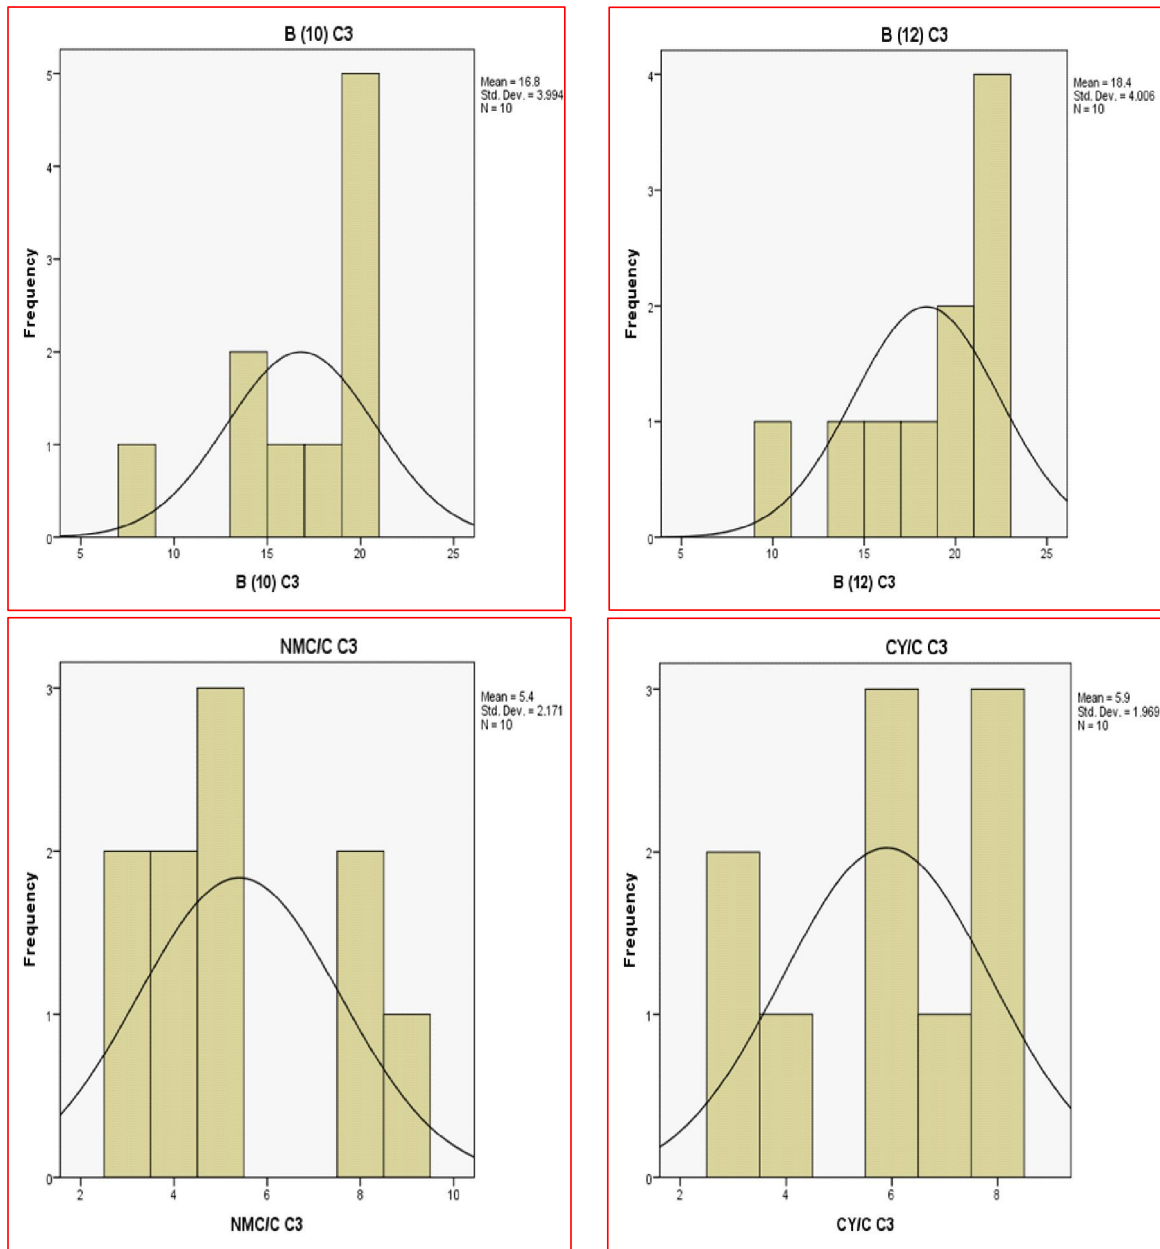 B (10) C3
Mean = 16.8
Std. Dev. = 3.994
N = 10
Frequency
5
4
3
2
1
0
5 10 15 20 25
B (10) C3
B (12) C3
Mean = 18.4
Std. Dev. = 4.006
N = 10
Frequency
4
3
2
1
0
5 10 15 20 25
B (12) C3
NMC/C C3
Mean = 5.4
Std. Dev. = 2.171
N = 10
Frequency
3
2
1
0
2 4 6 8 10
NMC/C C3
CY/C C3
Mean = 5.9
Std. Dev. = 1.969
N = 10
Frequency
3
2
1
0
2 4 6 8
CY/C C3